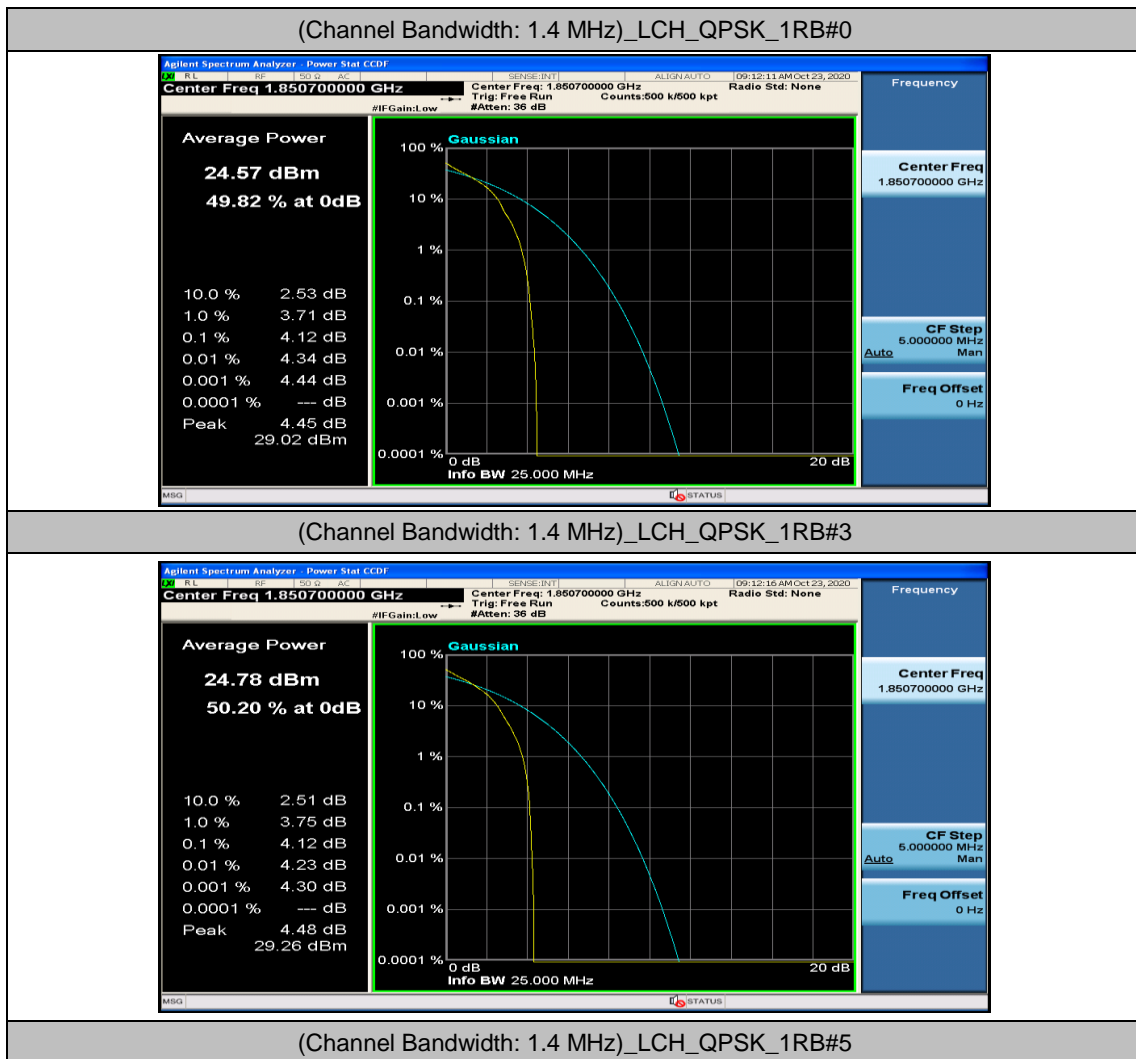 (Channel Bandwidth: 1.4 MHz)_LCH_QPSK_1RB#0
Agilent Spectrum Analyzer - Power Stat CCDF
LXI RL RF 50 Ω AC SENSE:INT ALIGN AUTO 09:12:11 AM Oct 23, 2020
Center Freq 1.850700000 GHz
Center Freq: 1.850700000 GHz Radio Std: None
Trig: Free Run Counts:500 k/500 kpt
#IFGain:Low #Atten: 36 dB
Frequency
Average Power
24.57 dBm
49.82 % at 0dB
10.0 % 2.53 dB
1.0 % 3.71 dB
0.1 % 4.12 dB
0.01 % 4.34 dB
0.001 % 4.44 dB
0.0001 % --- dB
Peak 4.45 dB
29.02 dBm
Gaussian
100 %
10 %
1 %
0.1 %
0.01 %
0.001 %
0.0001 %
0 dB 20 dB
Info BW 25.000 MHz
Center Freq
1.850700000 GHz
CF Step
5.000000 MHz
Auto Man
Freq Offset
0 Hz
MSG STATUS
(Channel Bandwidth: 1.4 MHz)_LCH_QPSK_1RB#3
Agilent Spectrum Analyzer - Power Stat CCDF
LXI RL RF 50 Ω AC SENSE:INT ALIGN AUTO 09:12:16 AM Oct 23, 2020
Center Freq 1.850700000 GHz
Center Freq: 1.850700000 GHz Radio Std: None
Trig: Free Run Counts:500 k/500 kpt
#IFGain:Low #Atten: 36 dB
Frequency
Average Power
24.78 dBm
50.20 % at 0dB
10.0 % 2.51 dB
1.0 % 3.75 dB
0.1 % 4.12 dB
0.01 % 4.23 dB
0.001 % 4.30 dB
0.0001 % --- dB
Peak 4.48 dB
29.26 dBm
Gaussian
100 %
10 %
1 %
0.1 %
0.01 %
0.001 %
0.0001 %
0 dB 20 dB
Info BW 25.000 MHz
Center Freq
1.850700000 GHz
CF Step
5.000000 MHz
Auto Man
Freq Offset
0 Hz
MSG STATUS
(Channel Bandwidth: 1.4 MHz)_LCH_QPSK_1RB#5